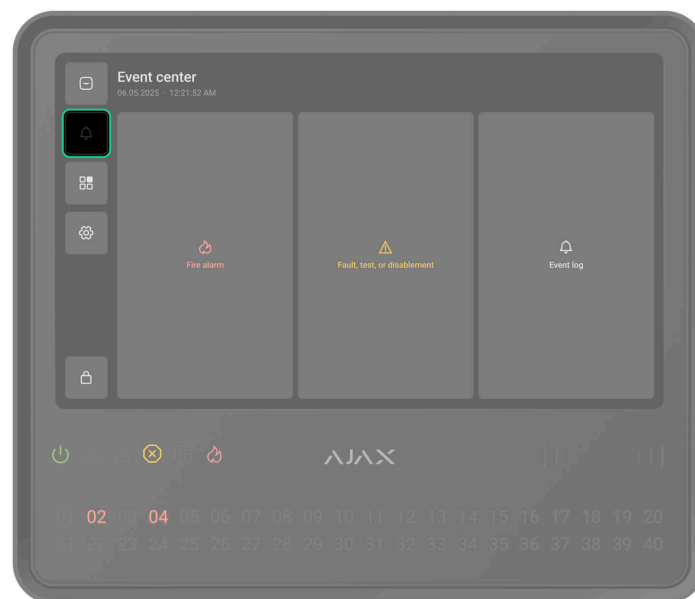 Event center
06.05.2025 · 12:21:52 AM
Fire alarm
Fault, test, or disablement
Event log
AJAX
01 02 03 04 05 06 07 08 09 10 11 12 13 14 15 16 17 18 19 20
21 22 23 24 25 26 27 28 29 30 31 32 33 34 35 36 37 38 39 40